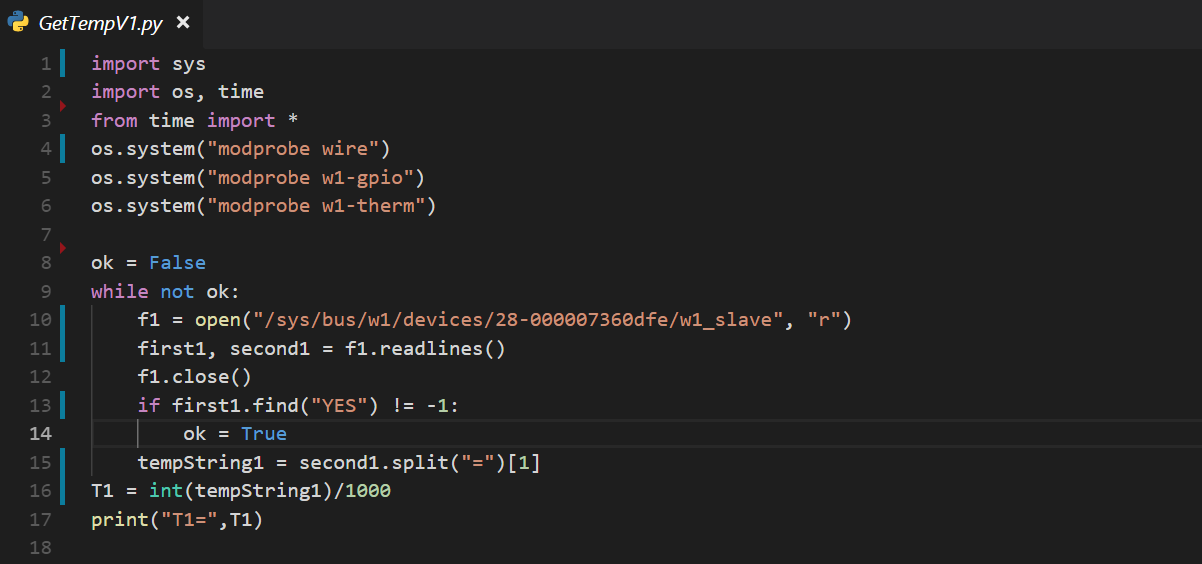 GetTempV1.py ×
1 import sys
2 import os, time
3 from time import *
4 os.system("modprobe wire")
5 os.system("modprobe w1-gpio")
6 os.system("modprobe w1-therm")
7
8 ok = False
9 while not ok:
10     f1 = open("/sys/bus/w1/devices/28-000007360dfe/w1_slave", "r")
11     first1, second1 = f1.readlines()
12     f1.close()
13     if first1.find("YES") != -1:
14         ok = True
15     tempString1 = second1.split("=")[1]
16 T1 = int(tempString1)/1000
17 print("T1=",T1)
18